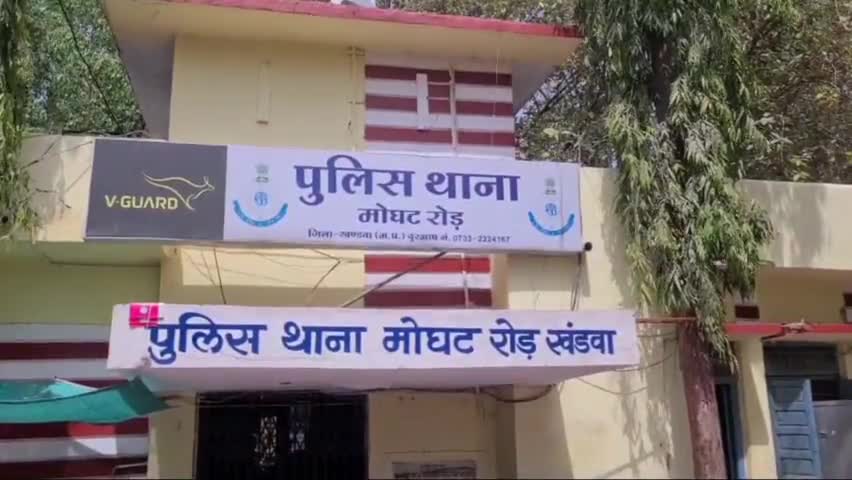 V-GUARD
पुलिस थाना
मोघट रोड़
जिला-खण्डवा (म.प्र.) दूरभाष नं. 0733-2224167
पुलिस थाना मोघट रोड़ खंडवा